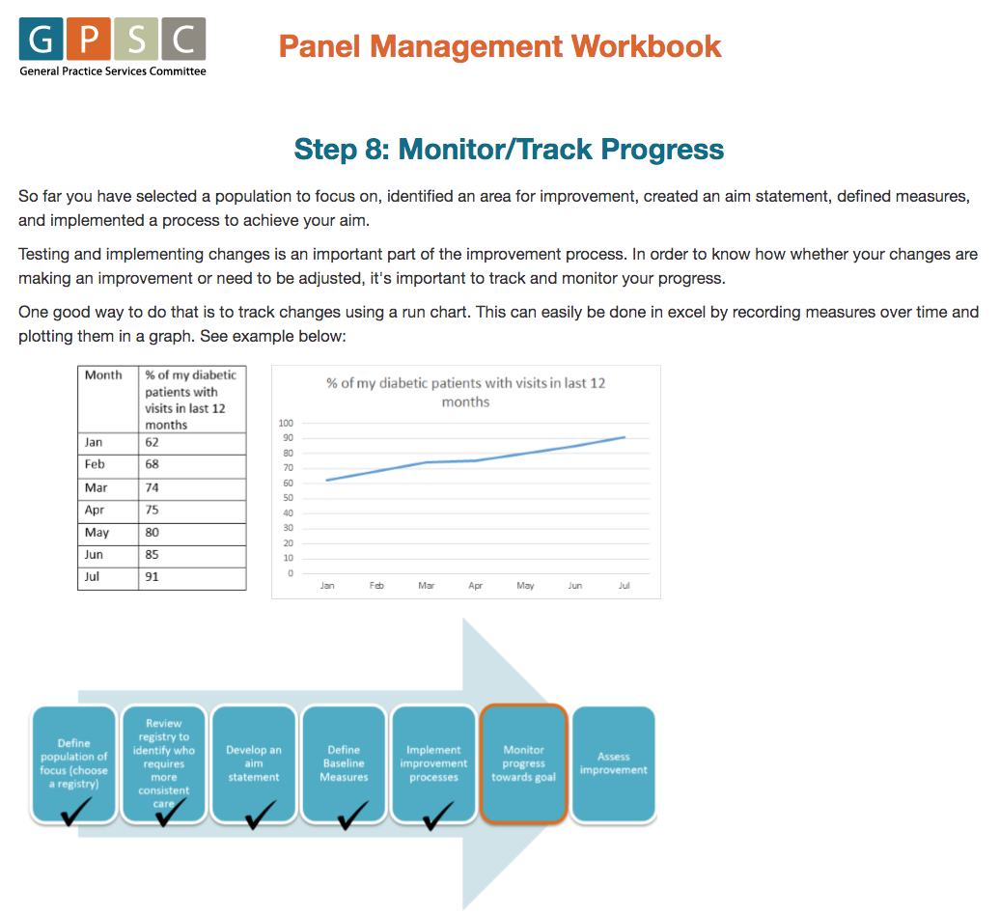 G P S C
General Practice Services Committee
Panel Management Workbook
Step 8: Monitor/Track Progress
So far you have selected a population to focus on, identified an area for improvement, created an aim statement, defined measures,
and implemented a process to achieve your aim.
Testing and implementing changes is an important part of the improvement process. In order to know how whether your changes are
making an improvement or need to be adjusted, it's important to track and monitor your progress.
One good way to do that is to track changes using a run chart. This can easily be done in excel by recording measures over time and
plotting them in a graph. See example below:
Month % of my diabetic
patients with
visits in last 12
months
Jan 62
Feb 68
Mar 74
Apr 75
May 80
Jun 85
Jul 91
% of my diabetic patients with visits in last 12
months
100
90
80
70
60
50
40
30
20
10
0
Jan Feb Mar Apr May Jun Jul
Define
population of
focus (choose
a registry)
Review
registry to
identify who
requires
more
consistent
care
Develop an
aim
statement
Define
Baseline
Measures
Implement
improvement
processes
Monitor
progress
towards goal
Assess
improvement